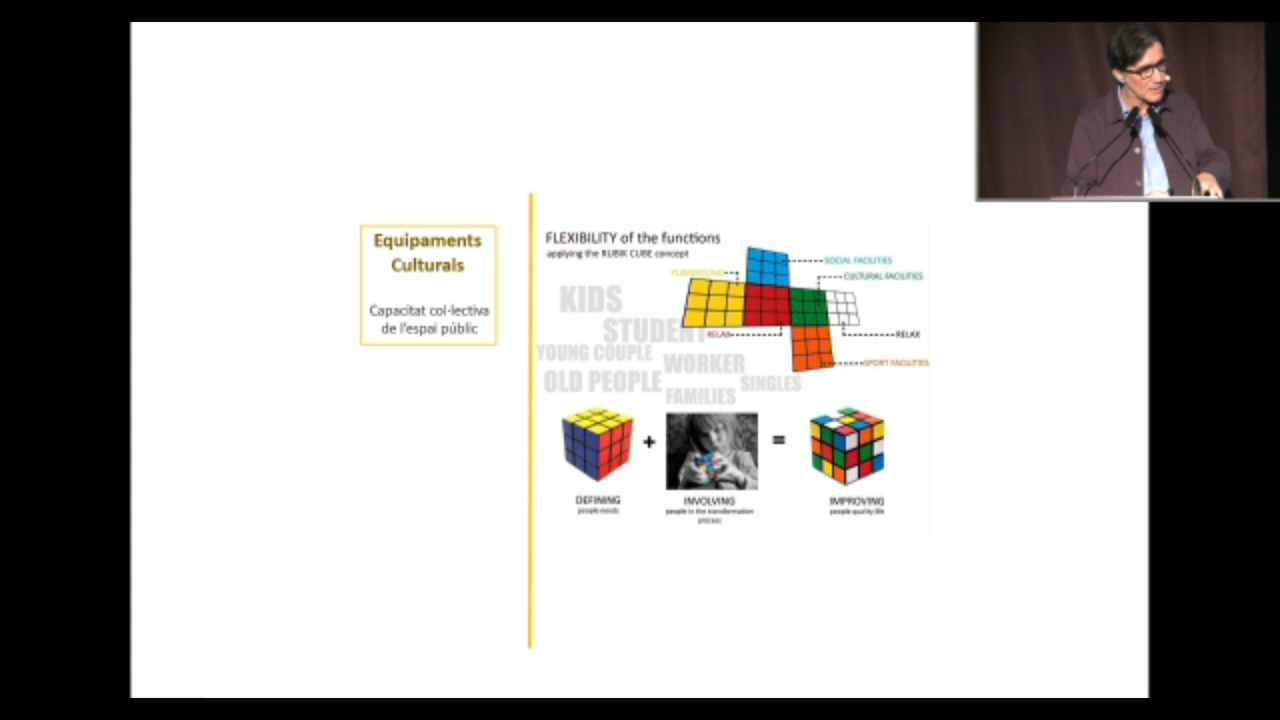 Equipaments
Culturals
Capacitat col·lectiva
de l'espai públic
FLEXIBILITY of the functions
applying the RUBIK CUBE concept
SOCIAL FACILITIES
PLAYGROUND
CULTURAL FACILITIES
KIDS
STUDENT
RELAX
RELAX
YOUNG COUPLE
WORKER
SPORT FACILITIES
OLD PEOPLE
SINGLES
FAMILIES
+
=
DEFINING
people needs
INVOLVING
people in the transformation
process
IMPROVING
people quality life